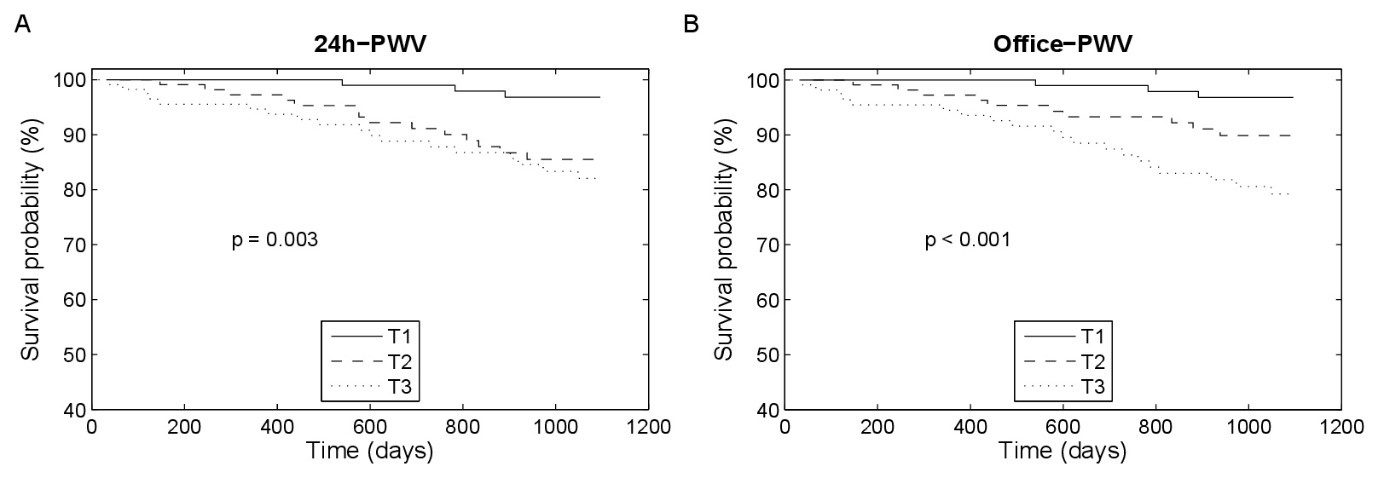 A
24h−PWV
Survival probability (%)
100
90
80
70
60
50
40
p = 0.003
T1
T2
T3
0 200 400 600 800 1000 1200
Time (days)
B
Office−PWV
Survival probability (%)
100
90
80
70
60
50
40
p < 0.001
T1
T2
T3
0 200 400 600 800 1000 1200
Time (days)